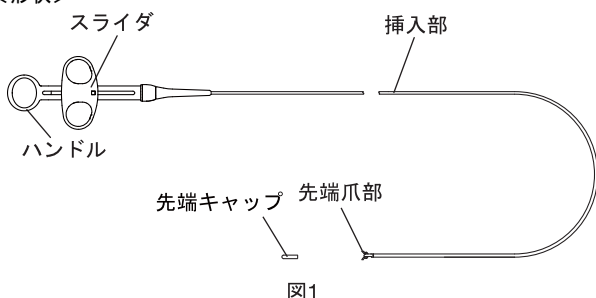 スライダ
挿入部
ハンドル
先端キャップ
先端爪部
図1